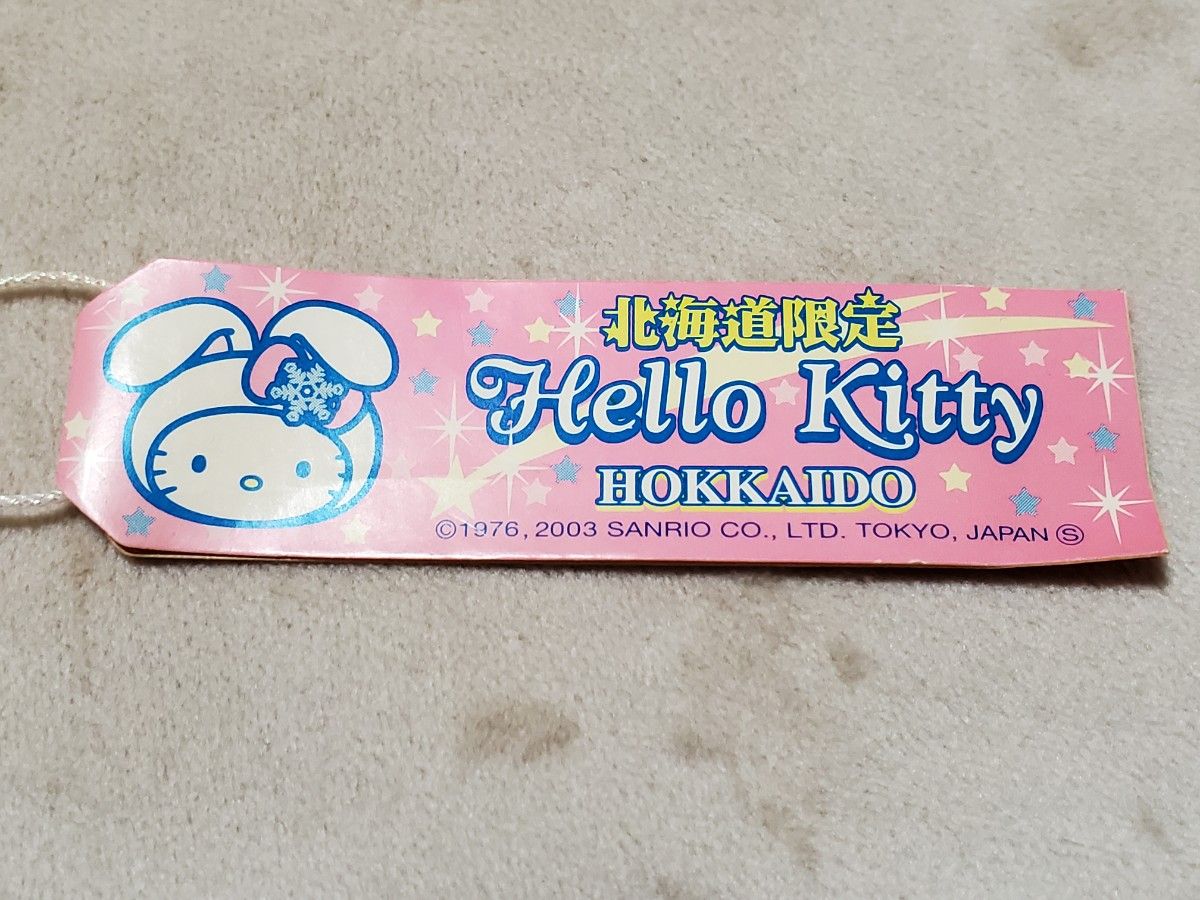 北海道限定
Hello Kitty
HOKKAIDO
©1976, 2003 SANRIO CO., LTD. TOKYO, JAPAN Ⓢ